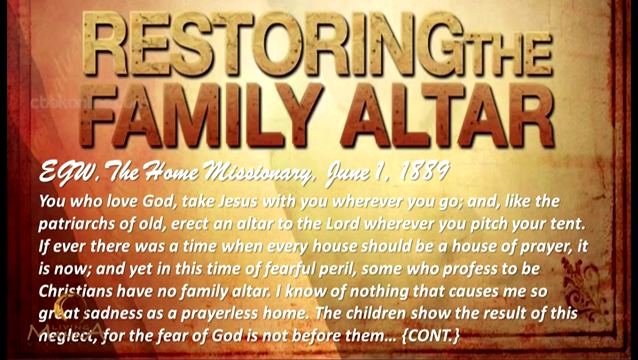 RESTORING THE
FAMILY ALTAR
EGW, The Home Missionary, June 1, 1889
You who love God, take Jesus with you wherever you go; and, like the
patriarchs of old, erect an altar to the Lord wherever you pitch your tent.
If ever there was a time when every house should be a house of prayer, it
is now; and yet in this time of fearful peril, some who profess to be
Christians have no family altar. I know of nothing that causes me so
great sadness as a prayerless home. The children show the result of this
neglect, for the fear of God is not before them... {CONT.}
LIVING